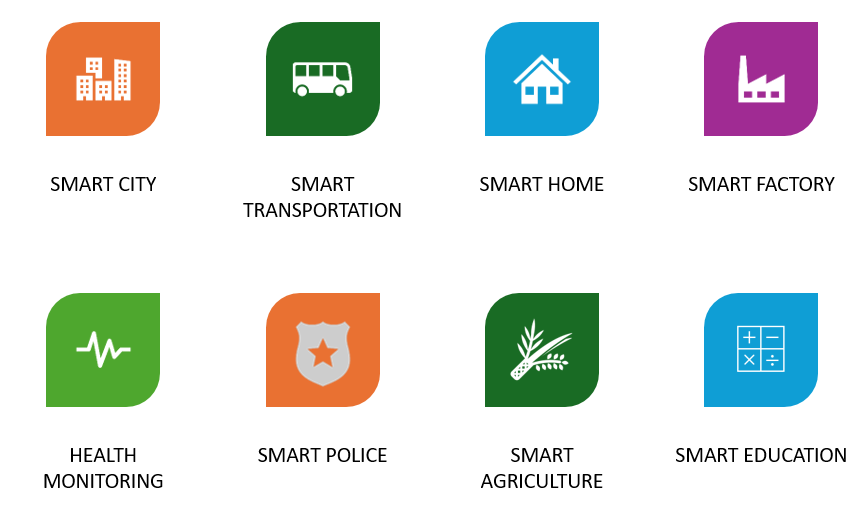 SMART CITY
SMART
TRANSPORTATION
SMART HOME
SMART FACTORY
HEALTH
MONITORING
SMART POLICE
SMART
AGRICULTURE
SMART EDUCATION